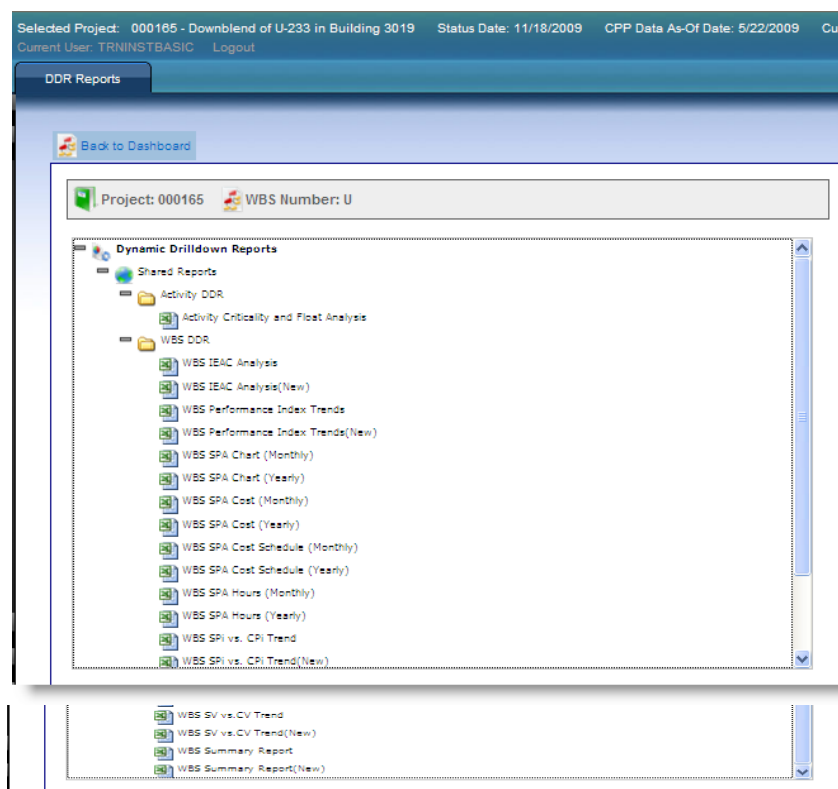 Selected Project: 000165 - Downblend of U-233 in Building 3019 Status Date: 11/18/2009 CPP Data As-Of Date: 5/22/2009 Cu
Current User: TRNINSTBASIC Logout
DDR Reports
Back to Dashboard
Project: 000165 WBS Number: U
Dynamic Drilldown Reports
Shared Reports
Activity DDR
Activity Criticality and Float Analysis
WBS DDR
WBS IEAC Analysis
WBS IEAC Analysis(New)
WBS Performance Index Trends
WBS Performance Index Trends(New)
WBS SPA Chart (Monthly)
WBS SPA Chart (Yearly)
WBS SPA Cost (Monthly)
WBS SPA Cost (Yearly)
WBS SPA Cost Schedule (Monthly)
WBS SPA Cost Schedule (Yearly)
WBS SPA Hours (Monthly)
WBS SPA Hours (Yearly)
WBS SPi vs. CPi Trend
WBS SPi vs. CPi Trend(New)
WBS SV vs.CV Trend
WBS SV vs.CV Trend(New)
WBS Summary Report
WBS Summary Report(New)